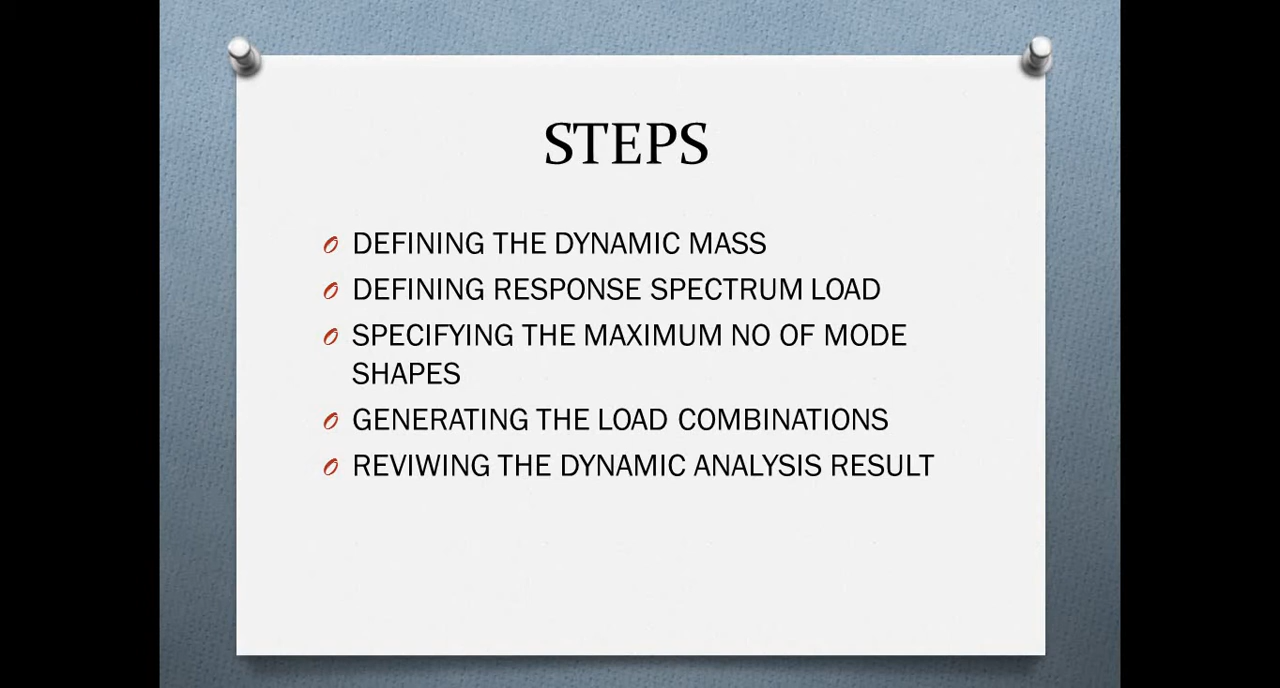 STEPS
DEFINING THE DYNAMIC MASS
DEFINING RESPONSE SPECTRUM LOAD
SPECIFYING THE MAXIMUM NO OF MODE
SHAPES
GENERATING THE LOAD COMBINATIONS
REVIWING THE DYNAMIC ANALYSIS RESULT